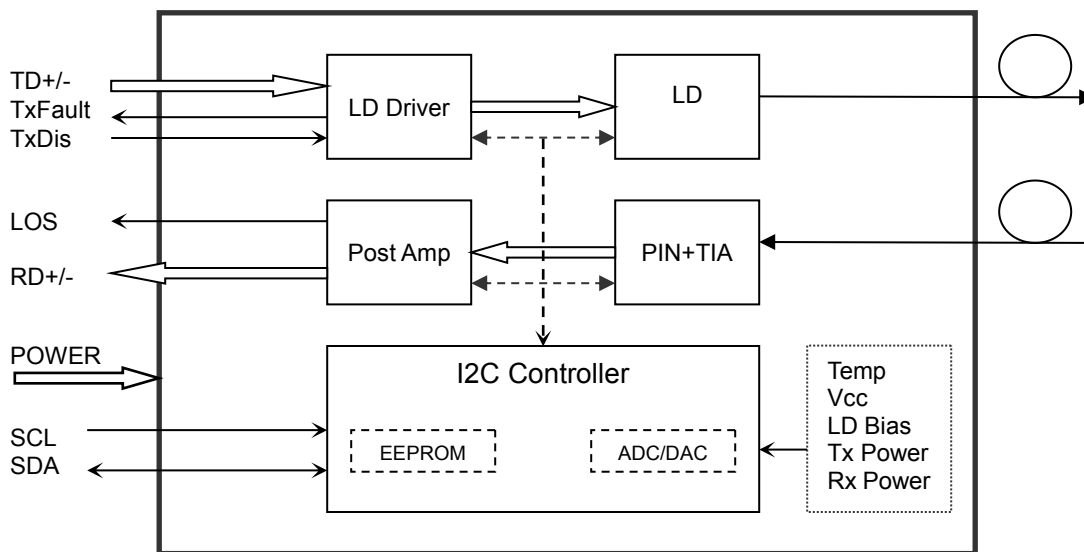 TD+/-
TxFault
TxDis
LD Driver
LD
LOS
RD+/-
Post Amp
PIN+TIA
POWER
SCL
SDA
I2C Controller
EEPROM
ADC/DAC
Temp
Vcc
LD Bias
Tx Power
Rx Power